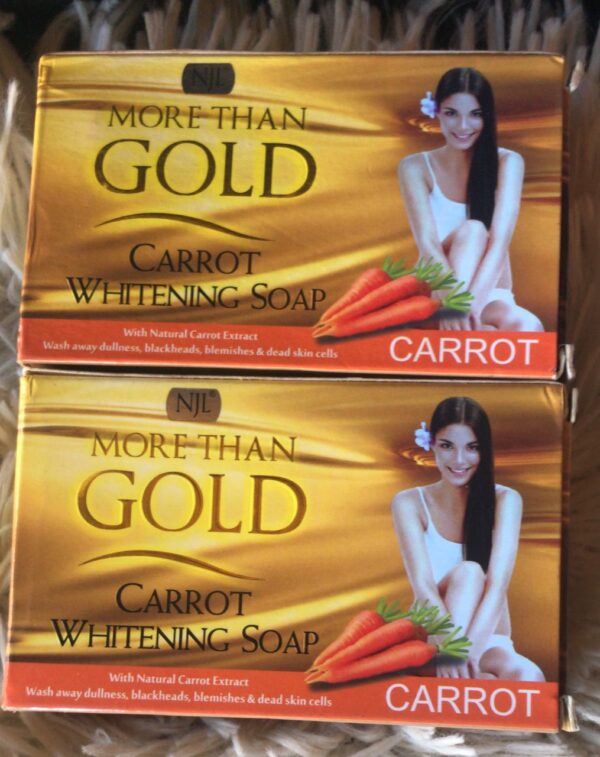 NJL
MORE THAN
GOLD
CARROT
WHITENING SOAP
With Natural Carrot Extract
Wash away dullness, blackheads, blemishes & dead skin cells
CARROT
NJL®
MORE THAN
GOLD
CARROT
WHITENING SOAP
With Natural Carrot Extract
Wash away dullness, blackheads, blemishes & dead skin cells
CARROT